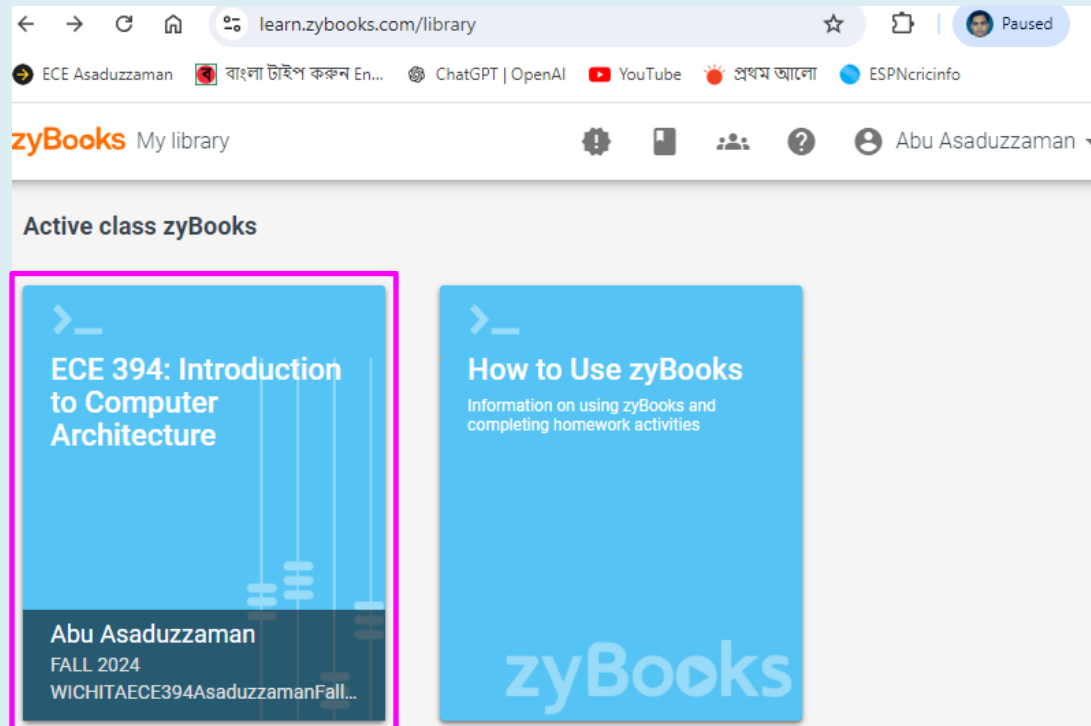 learn.zybooks.com/library Paused
ECE Asaduzzaman বাংলা টাইপ করুন En... ChatGPT | OpenAI YouTube প্রথম আলো ESPNcricinfo
zyBooks My library Abu Asaduzzaman
Active class zyBooks
ECE 394: Introduction
to Computer
Architecture
Abu Asaduzzaman
FALL 2024
WICHITAECE394AsaduzzamanFall...
How to Use zyBooks
Information on using zyBooks and
completing homework activities
zyBooks